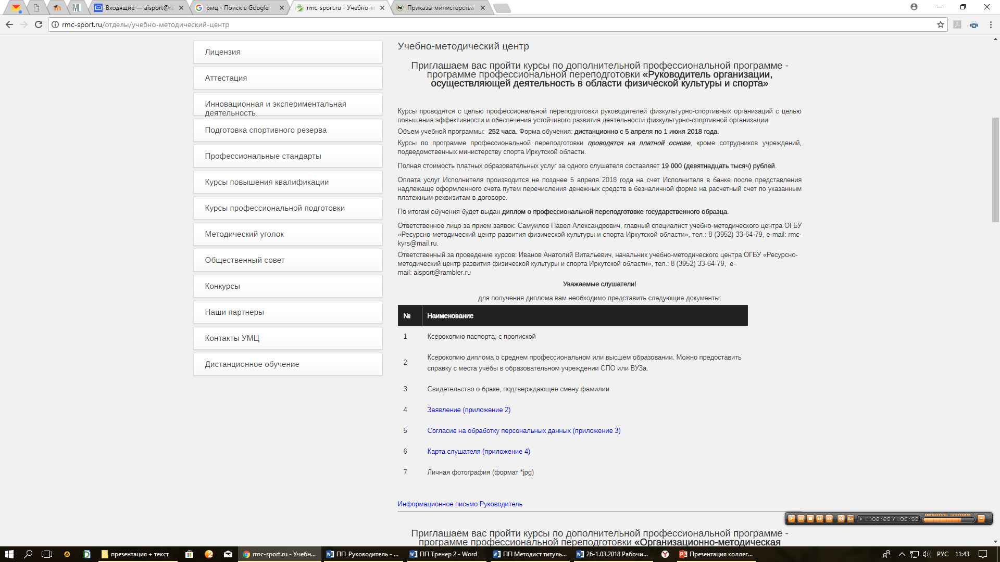 ML
Входящие — aisport@ra
рмц - Поиск в Google
rmc-sport.ru - Учебно-м
Приказы министерства
rmc-sport.ru/отделы/учебно-методический-центр
Лицензия
Аттестация
Инновационная и экспериментальная
деятельность
Подготовка спортивного резерва
Профессиональные стандарты
Курсы повышения квалификации
Курсы профессиональной подготовки
Методический уголок
Общественный совет
Конкурсы
Наши партнеры
Контакты УМЦ
Дистанционное обучение
Учебно-методический центр
Приглашаем вас пройти курсы по дополнительной профессиональной программе -
программе профессиональной переподготовки «Руководитель организации,
осуществляющей деятельность в области физической культуры и спорта»
Курсы проводятся с целью профессиональной переподготовки руководителей физкультурно-спортивных организаций с целью
повышения эффективности и обеспечения устойчивого развития деятельности физкультурно-спортивной организации
Объем учебной программы: 252 часа. Форма обучения: дистанционно с 5 апреля по 1 июня 2018 года.
Курсы по программе профессиональной переподготовки проводятся на платной основе, кроме сотрудников учреждений,
подведомственных министерству спорта Иркутской области.
Полная стоимость платных образовательных услуг за одного слушателя составляет 19 000 (девятнадцать тысяч) рублей.
Оплата услуг Исполнителя производится не позднее 5 апреля 2018 года на счет Исполнителя в банке после представления
надлежаще оформленного счета путем перечисления денежных средств в безналичной форме на расчетный счет по указанным
платежным реквизитам в договоре.
По итогам обучения будет выдан диплом о профессиональной переподготовке государственного образца.
Ответственное лицо за прием заявок: Самуилов Павел Александрович, главный специалист учебно-методического центра ОГБУ
«Ресурсно-методический центр развития физической культуры и спорта Иркутской области», тел.: 8 (3952) 33-64-79, e-mail: rmc-
kyrs@mail.ru.
Ответственный за проведение курсов: Иванов Анатолий Витальевич, начальник учебно-методического центра ОГБУ «Ресурсно-
методический центр развития физической культуры и спорта Иркутской области», тел.: 8 (3952) 33-64-79, e-
mail: aisport@rambler.ru
Уважаемые слушатели!
для получения диплома вам необходимо представить следующие документы:
№ Наименование
1 Ксерокопию паспорта, с пропиской
2 Ксерокопию диплома о среднем профессиональном или высшем образовании. Можно предоставить
справку с места учёбы в образовательном учреждении СПО или ВУЗа.
3 Свидетельство о браке, подтверждающее смену фамилии
4 Заявление (приложение 2)
5 Согласие на обработку персональных данных (приложение 3)
6 Карта слушателя (приложение 4)
7 Личная фотография (формат *jpg)
Информационное письмо Руководитель
02:29 / 03:53
Приглашаем вас пройти курсы по дополнительной профессиональной программе -
программе профессиональной переподготовки «Организационно-методическая
презентация + текст
rmc-sport.ru - Учебн...
ПП_Руководитель - ...
ПП Тренер 2 - Word
ПП Методист титуль...
26-1.03.2018 Рабочи...
Презентация коллег...
РУС
11:43